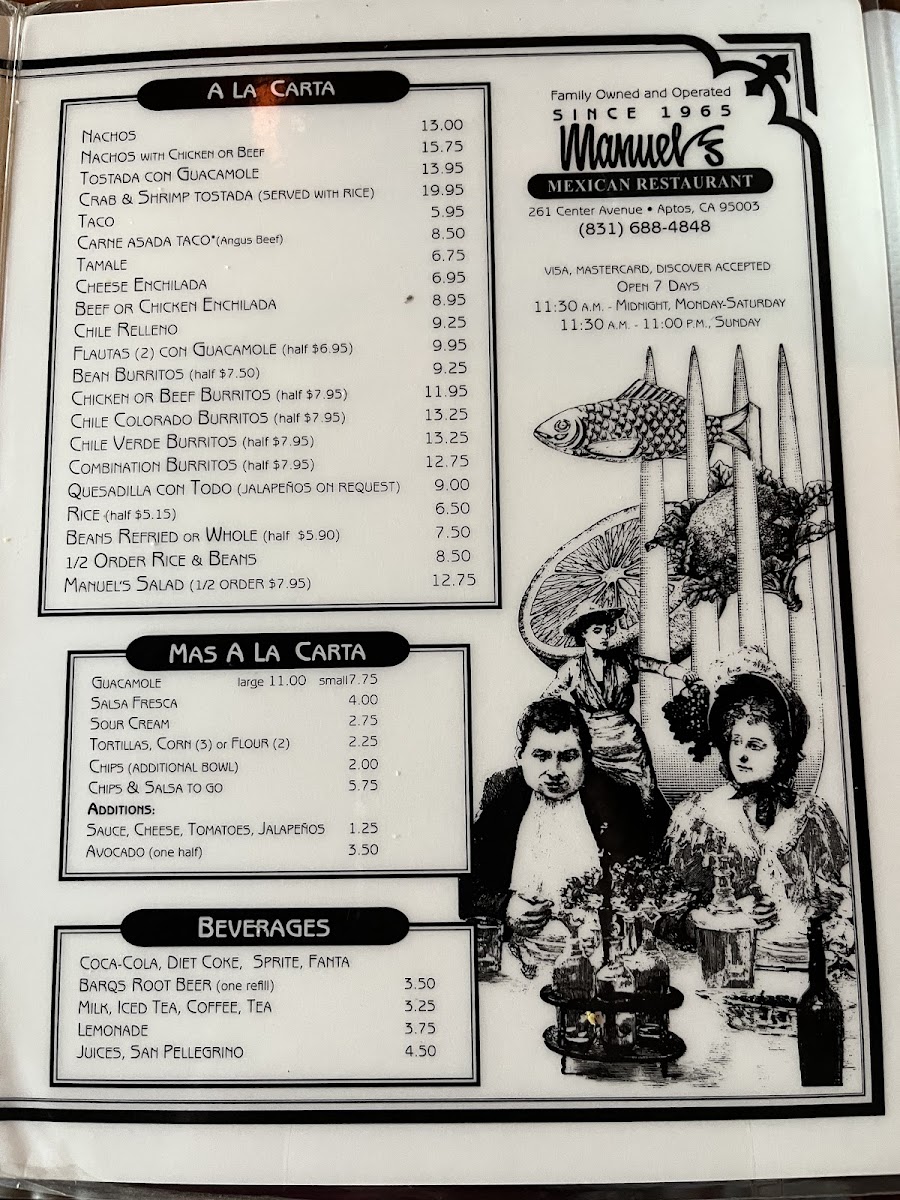 A La Carta
Nachos 13.00
Nachos with Chicken or Beef 15.75
Tostada con Guacamole 13.95
Crab & Shrimp tostada (served with rice) 19.95
Taco 5.95
Carne asada taco*(Angus Beef) 8.50
Tamale 6.75
Cheese Enchilada 6.95
Beef or Chicken Enchilada 8.95
Chile Relleno 9.25
Flautas (2) con Guacamole (half $6.95) 9.95
Bean Burritos (half $7.50) 9.25
Chicken or Beef Burritos (half $7.95) 11.95
Chile Colorado Burritos (half $7.95) 13.25
Chile Verde Burritos (half $7.95) 13.25
Combination Burritos (half $7.95) 12.75
Quesadilla con Todo (jalapeños on request) 9.00
Rice (half $5.15) 6.50
Beans Refried or Whole (half $5.90) 7.50
1/2 Order Rice & Beans 8.50
Manuel's Salad (1/2 order $7.95) 12.75
Mas A La Carta
Guacamole large 11.00 small 7.75
Salsa Fresca 4.00
Sour Cream 2.75
Tortillas, Corn (3) or Flour (2) 2.25
Chips (additional bowl) 2.00
Chips & Salsa to go 5.75
Additions:
Sauce, Cheese, Tomatoes, Jalapeños 1.25
Avocado (one half) 3.50
Beverages
Coca-Cola, Diet Coke, Sprite, Fanta
Barqs Root Beer (one refill) 3.50
Milk, Iced Tea, Coffee, Tea 3.25
Lemonade 3.75
Juices, San Pellegrino 4.50
Family Owned and Operated
SINCE 1965
Manuel's
MEXICAN RESTAURANT
261 Center Avenue • Aptos, CA 95003
(831) 688-4848
Visa, Mastercard, Discover accepted
Open 7 Days
11:30 a.m. - Midnight, Monday-Saturday
11:30 a.m. - 11:00 p.m., Sunday